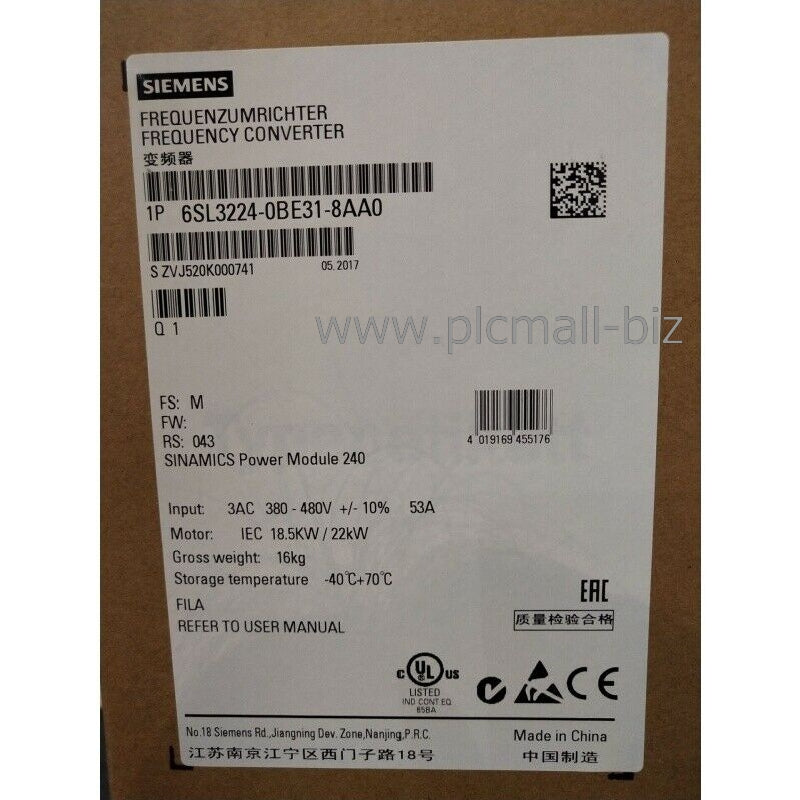 SIEMENS
FREQUENZUMRICHTER
FREQUENCY CONVERTER
变频器
1P 6SL3224-0BE31-8AA0
S ZVJ520K000741 05.2017
Q 1
www.plcmall-biz
FS: M
FW:
RS: 043
4 019169 455176
SINAMICS Power Module 240
Input: 3AC 380 - 480V +/- 10% 53A
Motor: IEC 18.5KW / 22kW
Gross weight: 16kg
Storage temperature -40℃+70℃
FILA
REFER TO USER MANUAL
EAC
质量检验合格
C UL US
LISTED
IND CONT EQ
65BA
CE
No.18 Siemens Rd.,Jiangning Dev. Zone,Nanjing,P.R.C.
江苏南京江宁区西门子路18号
Made in China
中国制造